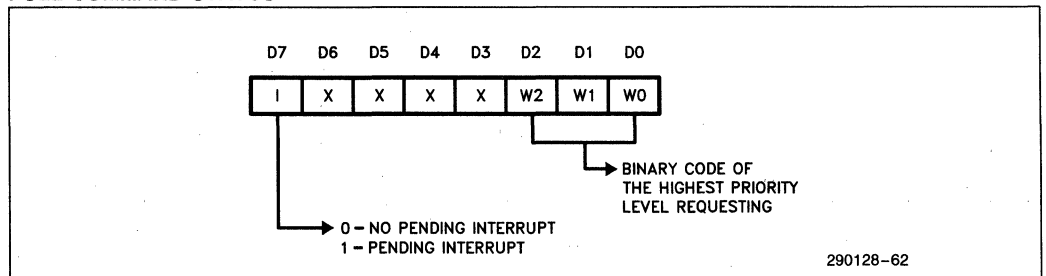 D7 D6 D5 D4 D3 D2 D1 D0
I X X X X W2 W1 W0
BINARY CODE OF
THE HIGHEST PRIORITY
LEVEL REQUESTING
0 – NO PENDING INTERRUPT
1 – PENDING INTERRUPT
290128–62